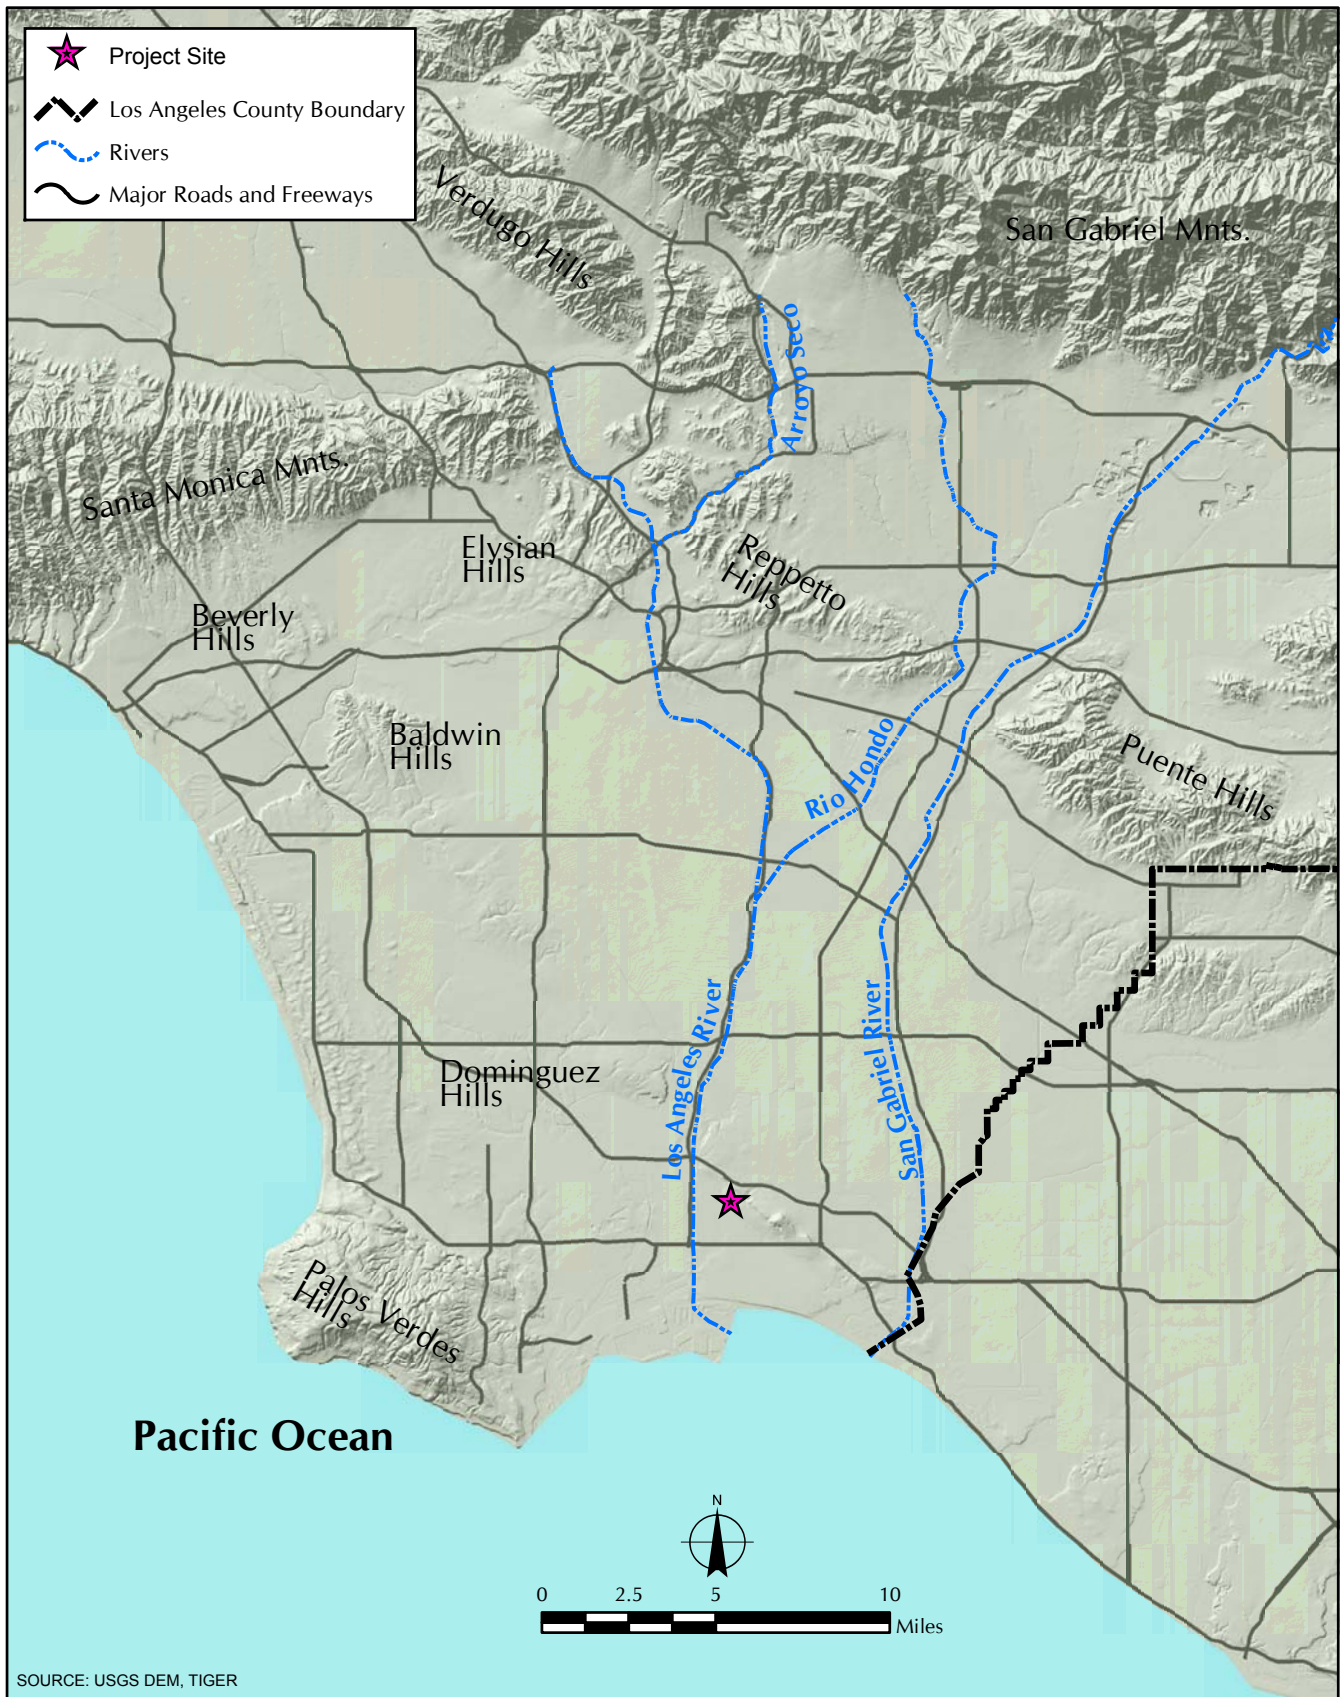 Project Site
Los Angeles County Boundary
Rivers
Major Roads and Freeways
Verdugo Hills
San Gabriel Mnts.
Arroyo Seco
Santa Monica Mnts.
Elysian
Hills
Reppetto
Hills
Beverly
Hills
Baldwin
Hills
Rio Hondo
Puente Hills
Los Angeles River
San Gabriel River
Dominguez
Hills
Palos Verdes
Hills
Pacific Ocean
N
0 2.5 5 10
Miles
SOURCE: USGS DEM, TIGER